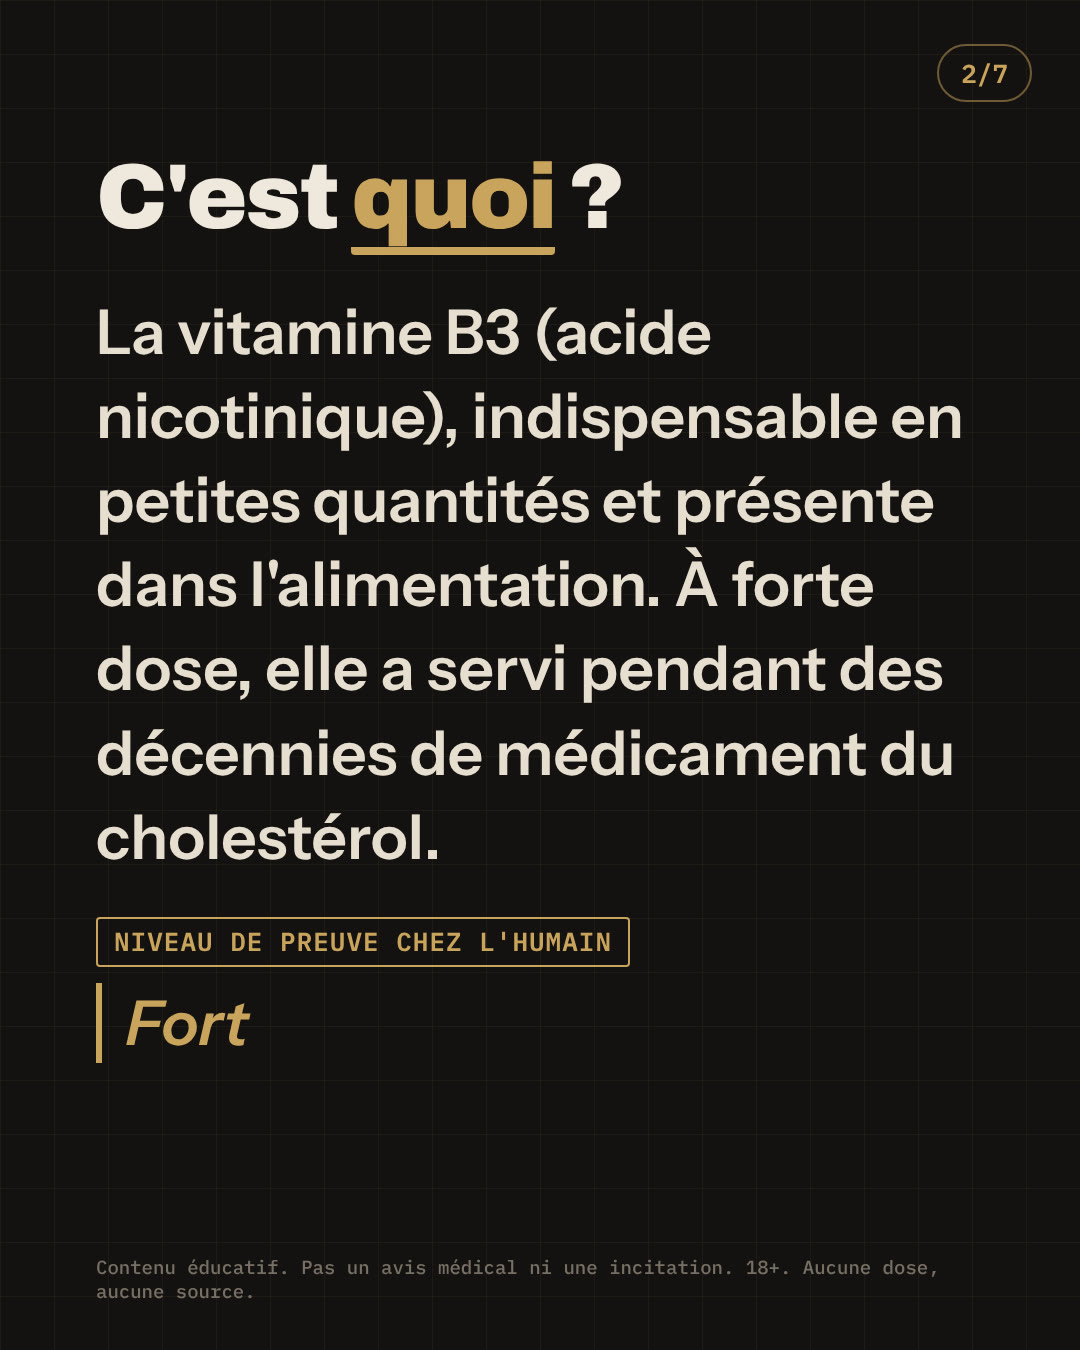 2/7
C'est quoi ?
La vitamine B3 (acide
nicotinique), indispensable en
petites quantités et présente
dans l'alimentation. À forte
dose, elle a servi pendant des
décennies de médicament du
cholestérol.
NIVEAU DE PREUVE CHEZ L'HUMAIN
Fort
Contenu éducatif. Pas un avis médical ni une incitation. 18+. Aucune dose,
aucune source.